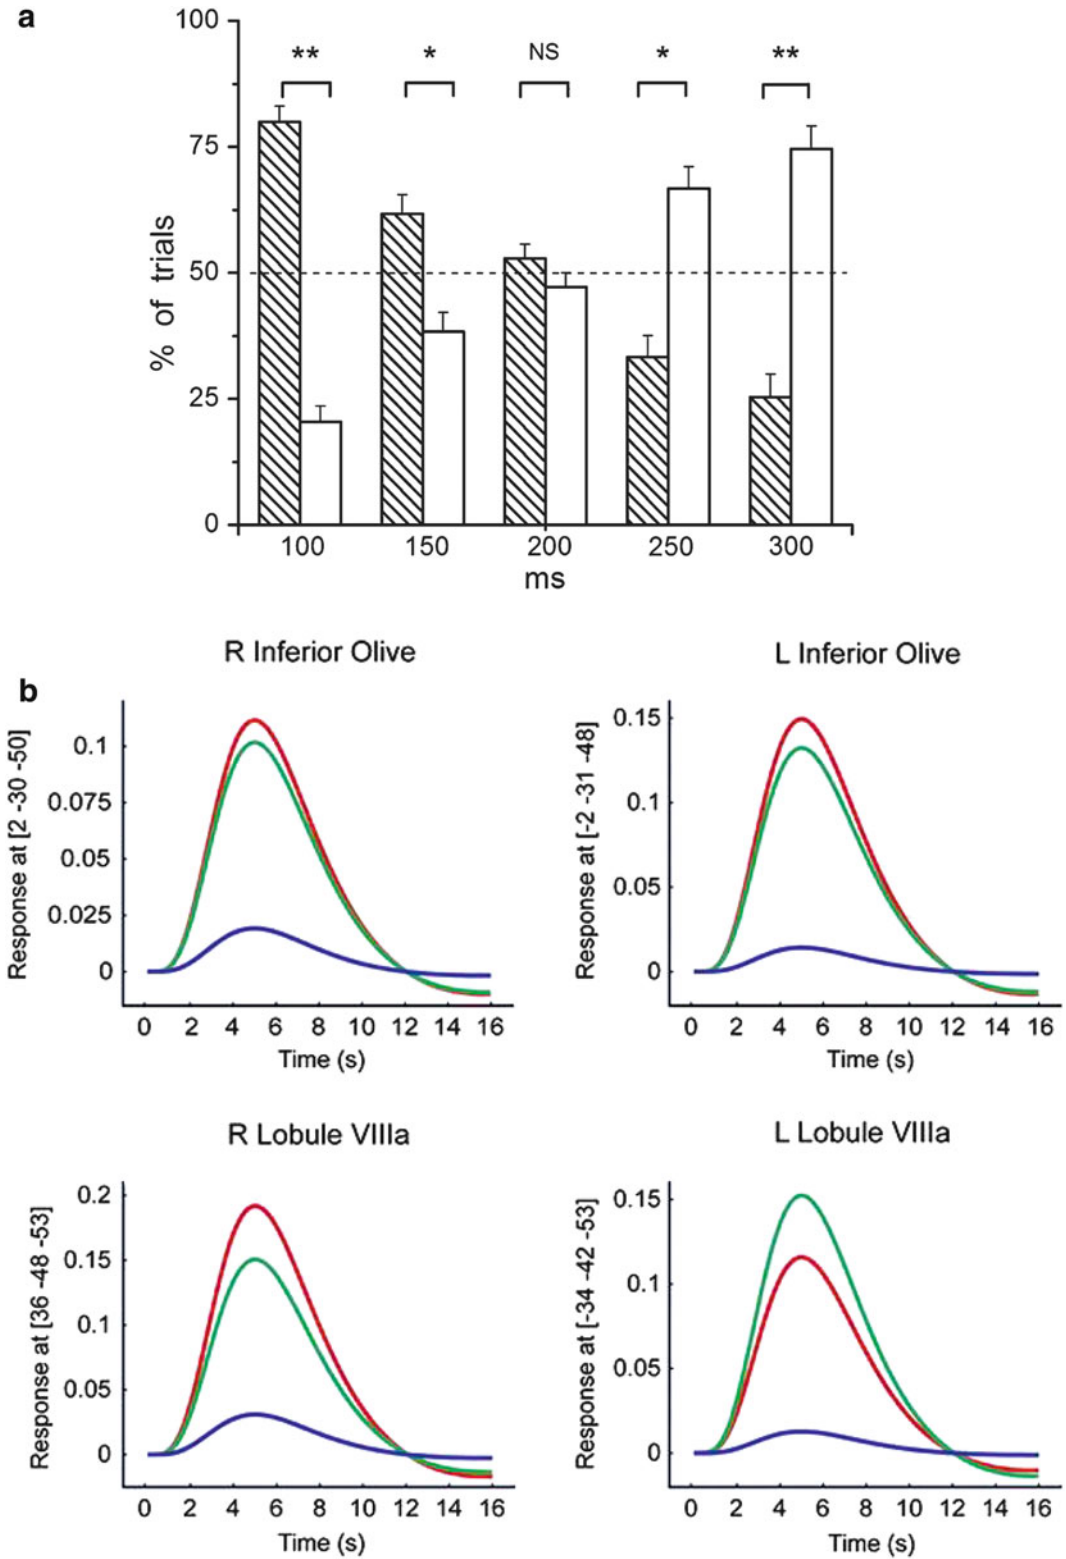 a
100
75
50
25
0
% of trials
** * NS * **
100 150 200 250 300
ms
b
R Inferior Olive
Response at [2 -30 -50]
0.1
0.075
0.05
0.025
0
0 2 4 6 8 10 12 14 16
Time (s)
L Inferior Olive
Response at [-2 -31 -48]
0.15
0.1
0.05
0
0 2 4 6 8 10 12 14 16
Time (s)
R Lobule VIIIa
Response at [36 -48 -53]
0.2
0.15
0.1
0.05
0
0 2 4 6 8 10 12 14 16
Time (s)
L Lobule VIIIa
Response at [-34 -42 -53]
0.15
0.1
0.05
0
0 2 4 6 8 10 12 14 16
Time (s)